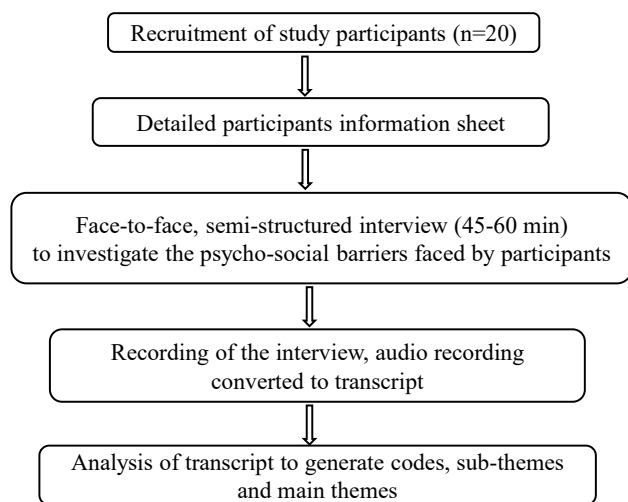 Recruitment of study participants (n=20)
Detailed participants information sheet
Face-to-face, semi-structured interview (45-60 min)
to investigate the psycho-social barriers faced by participants
Recording of the interview, audio recording
converted to transcript
Analysis of transcript to generate codes, sub-themes
and main themes